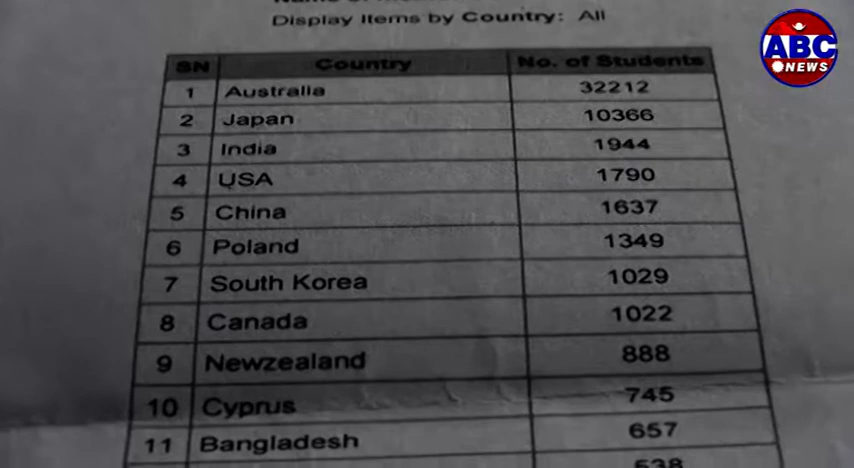 Display Items by Country: All
ABC
NEWS
SN Country No. of Students
1 Australia 32212
2 Japan 10366
3 India 1944
4 USA 1790
5 China 1637
6 Poland 1349
7 South Korea 1029
8 Canada 1022
9 Newzealand 888
10 Cyprus 745
11 Bangladesh 657
638